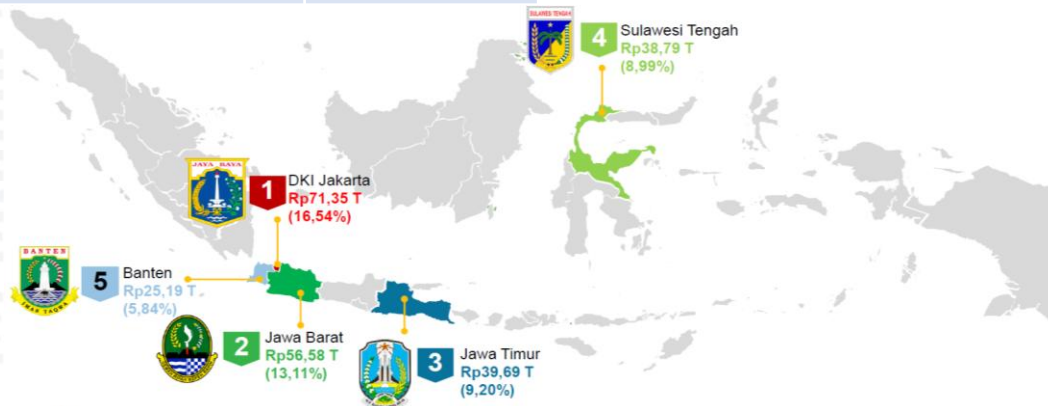 SULAWESI TENGAH
4
Sulawesi Tengah
Rp38,79 T
(8,99%)
JAYA RAYA
1
DKI Jakarta
Rp71,35 T
(16,54%)
BANTEN
IMAN TAQWA
5
Banten
Rp25,19 T
(5,84%)
2
Jawa Barat
Rp56,58 T
(13,11%)
3
Jawa Timur
Rp39,69 T
(9,20%)